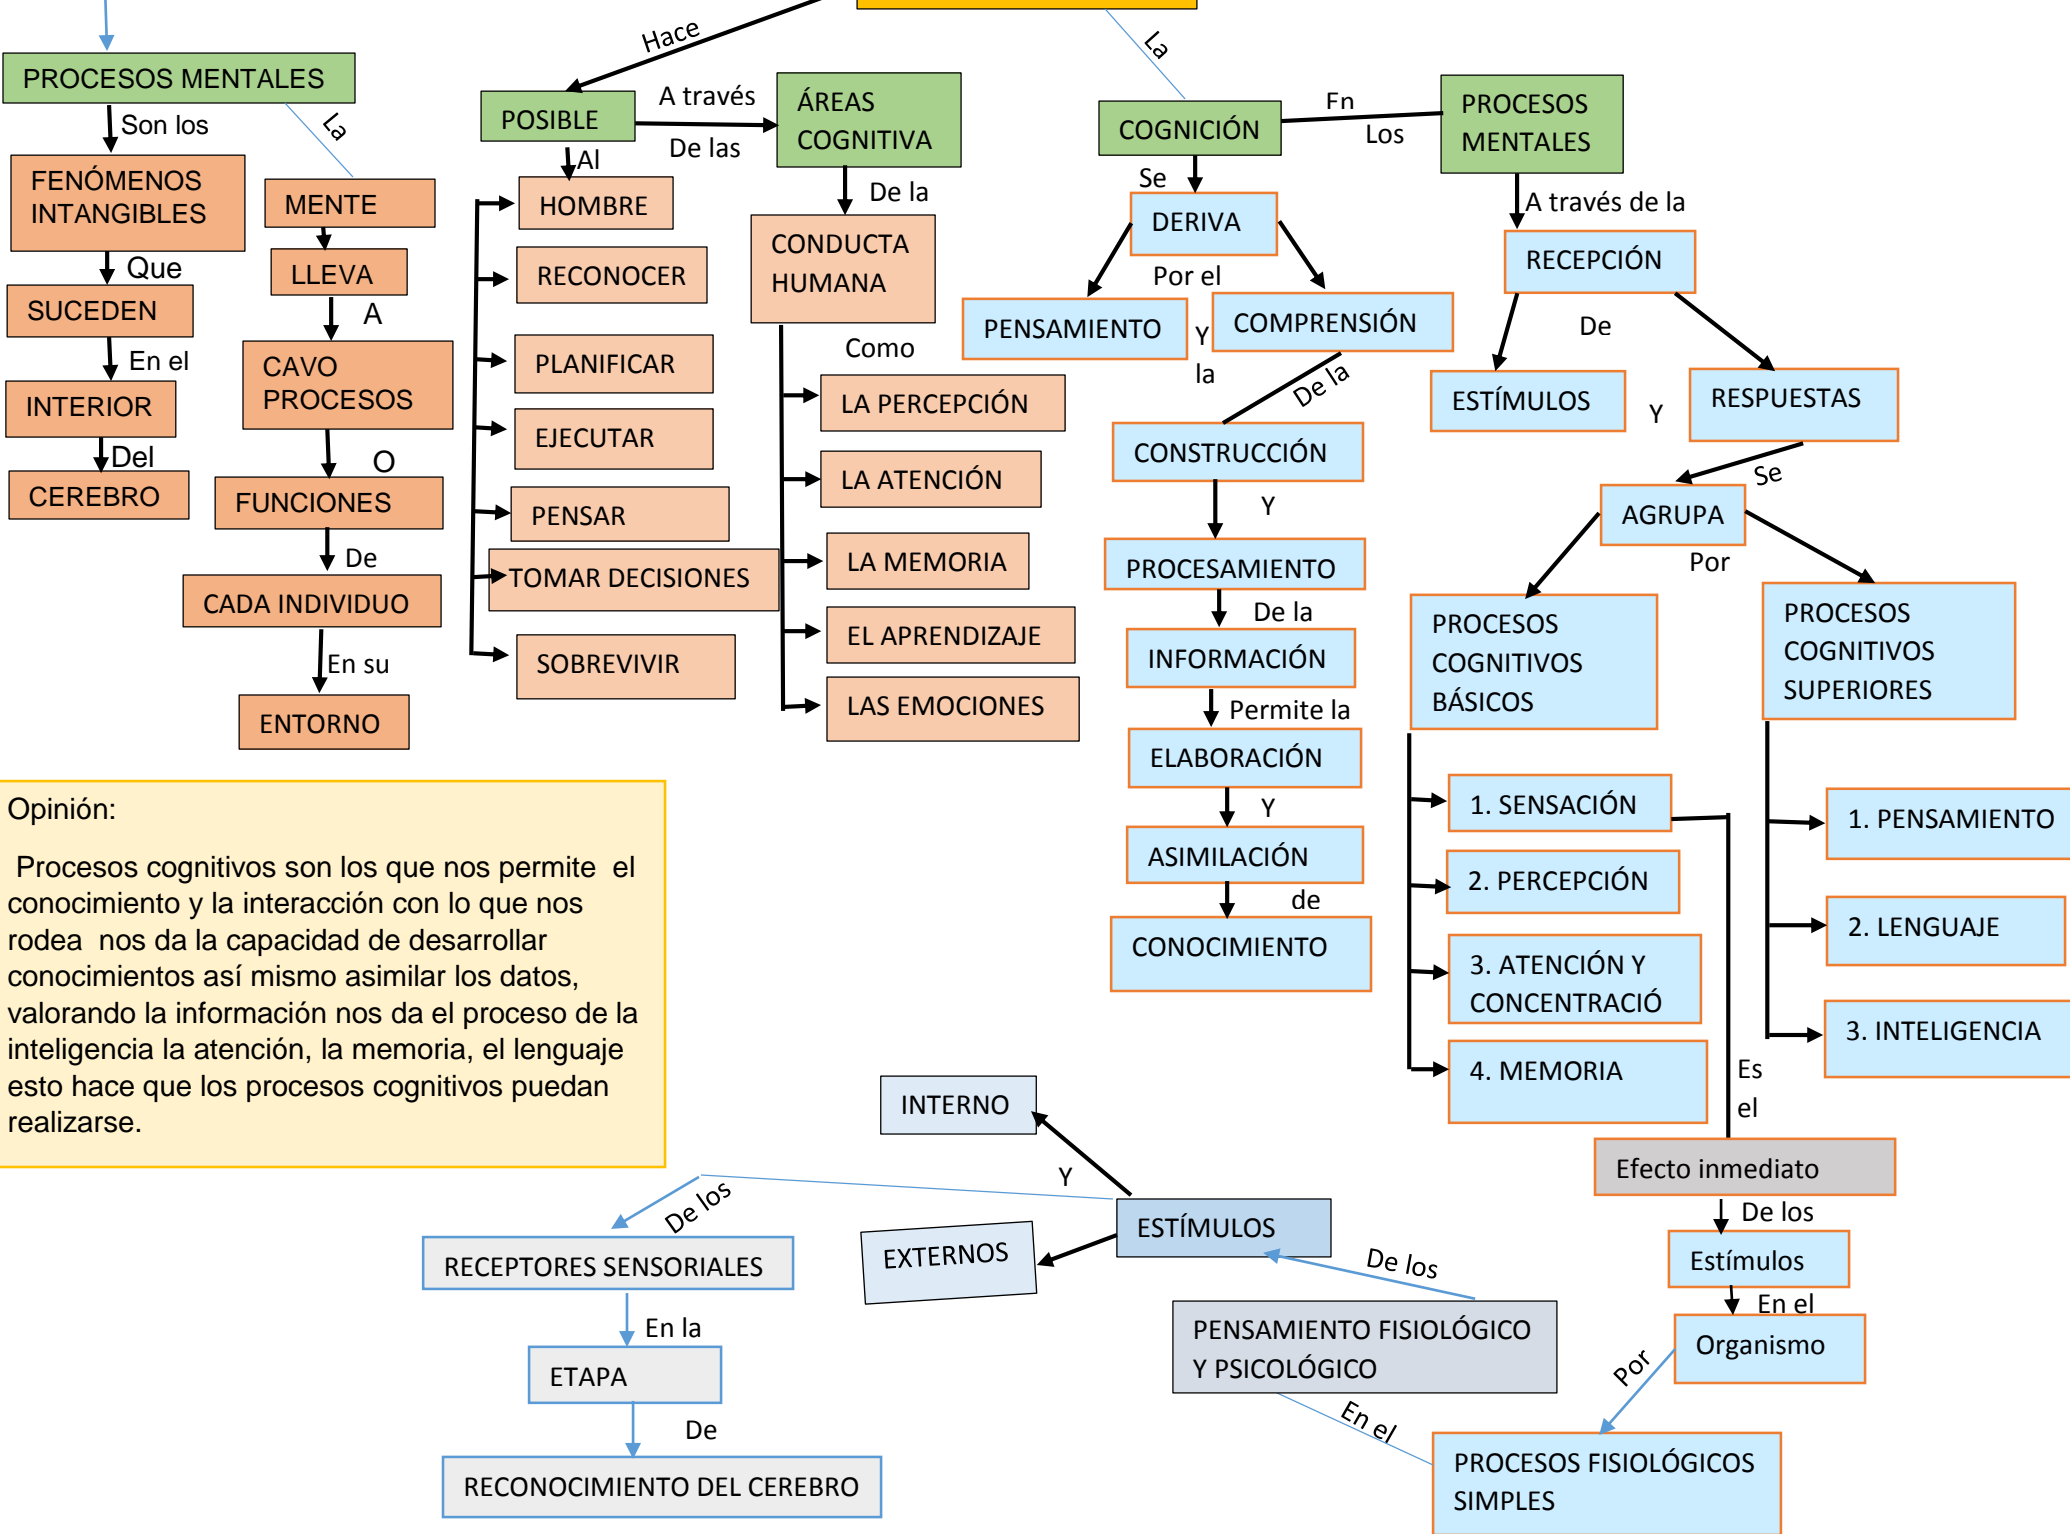 PROCESOS MENTALES
Son los
La
FENÓMENOS
INTANGIBLES
Que
SUCEDEN
En el
INTERIOR
Del
CEREBRO
MENTE
LLEVA
A
CAVO
PROCESOS
O
FUNCIONES
De
CADA INDIVIDUO
En su
ENTORNO
Hace
POSIBLE
A través
De las
Al
HOMBRE
RECONOCER
PLANIFICAR
EJECUTAR
PENSAR
TOMAR DECISIONES
SOBREVIVIR
ÁREAS
COGNITIVA
De la
CONDUCTA
HUMANA
Como
LA PERCEPCIÓN
LA ATENCIÓN
LA MEMORIA
EL APRENDIZAJE
LAS EMOCIONES
La
COGNICIÓN
Se
DERIVA
Por el
PENSAMIENTO
Y
la
COMPRENSIÓN
De la
CONSTRUCCIÓN
Y
PROCESAMIENTO
De la
INFORMACIÓN
Permite la
ELABORACIÓN
Y
ASIMILACIÓN
de
CONOCIMIENTO
En
Los
PROCESOS
MENTALES
A través de la
RECEPCIÓN
De
ESTÍMULOS
Y
RESPUESTAS
Se
AGRUPA
Por
PROCESOS
COGNITIVOS
BÁSICOS
1. SENSACIÓN
2. PERCEPCIÓN
3. ATENCIÓN Y
CONCENTRACIÓ
4. MEMORIA
PROCESOS
COGNITIVOS
SUPERIORES
1. PENSAMIENTO
2. LENGUAJE
3. INTELIGENCIA
Es
el
Efecto inmediato
De los
Estímulos
En el
Organismo
Por
PROCESOS FISIOLÓGICOS
SIMPLES
En el
PENSAMIENTO FISIOLÓGICO
Y PSICOLÓGICO
De los
ESTÍMULOS
INTERNO
Y
EXTERNOS
De los
RECEPTORES SENSORIALES
En la
ETAPA
De
RECONOCIMIENTO DEL CEREBRO
Opinión:
Procesos cognitivos son los que nos permite el
conocimiento y la interacción con lo que nos
rodea nos da la capacidad de desarrollar
conocimientos así mismo asimilar los datos,
valorando la información nos da el proceso de la
inteligencia la atención, la memoria, el lenguaje
esto hace que los procesos cognitivos puedan
realizarse.